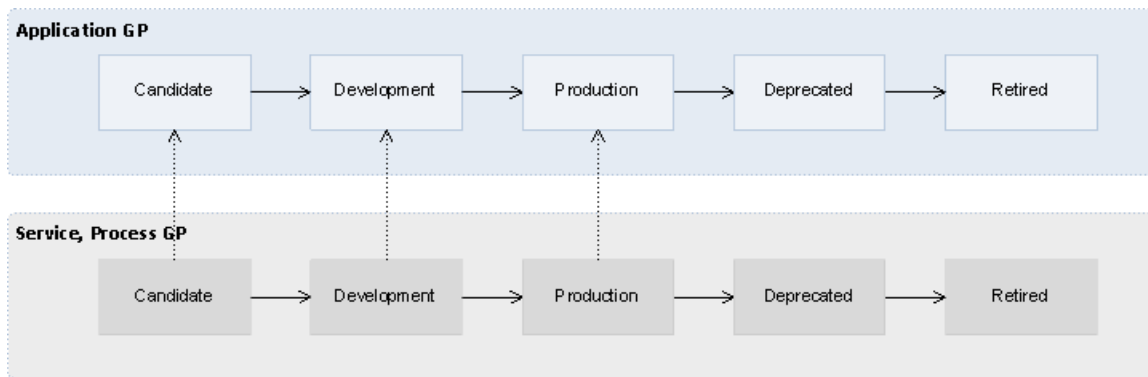 Application GP
Candidate Development Production Deprecated Retired
Service, Process GP
Candidate Development Production Deprecated Retired